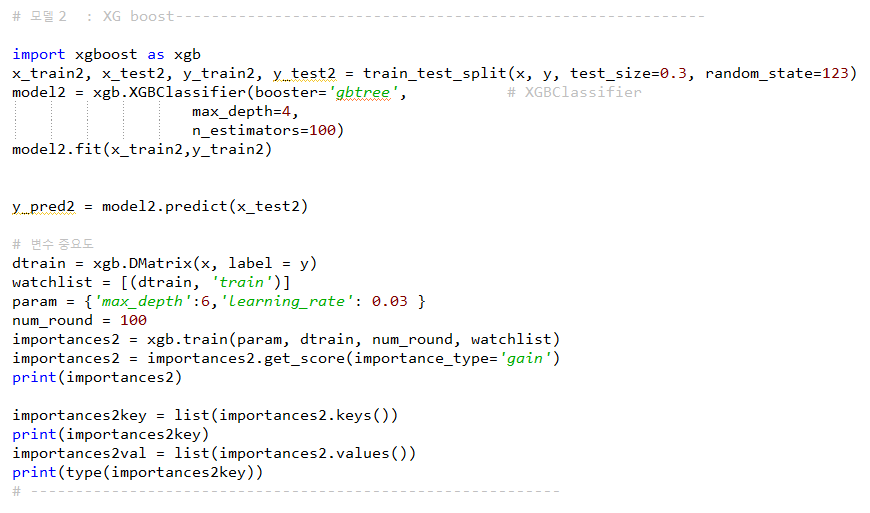 # 모델 2  : XG boost-----------------------------------------------------------
import xgboost as xgb
x_train2, x_test2, y_train2, y_test2 = train_test_split(x, y, test_size=0.3, random_state=123)
model2 = xgb.XGBClassifier(booster='gbtree',           # XGBClassifier
                    max_depth=4,
                    n_estimators=100)
model2.fit(x_train2,y_train2)
y_pred2 = model2.predict(x_test2)
# 변수 중요도
dtrain = xgb.DMatrix(x, label = y)
watchlist = [(dtrain, 'train')]
param = {'max_depth':6,'learning_rate': 0.03 }
num_round = 100
importances2 = xgb.train(param, dtrain, num_round, watchlist)
importances2 = importances2.get_score(importance_type='gain')
print(importances2)
importances2key = list(importances2.keys())
print(importances2key)
importances2val = list(importances2.values())
print(type(importances2key))
# -----------------------------------------------------------